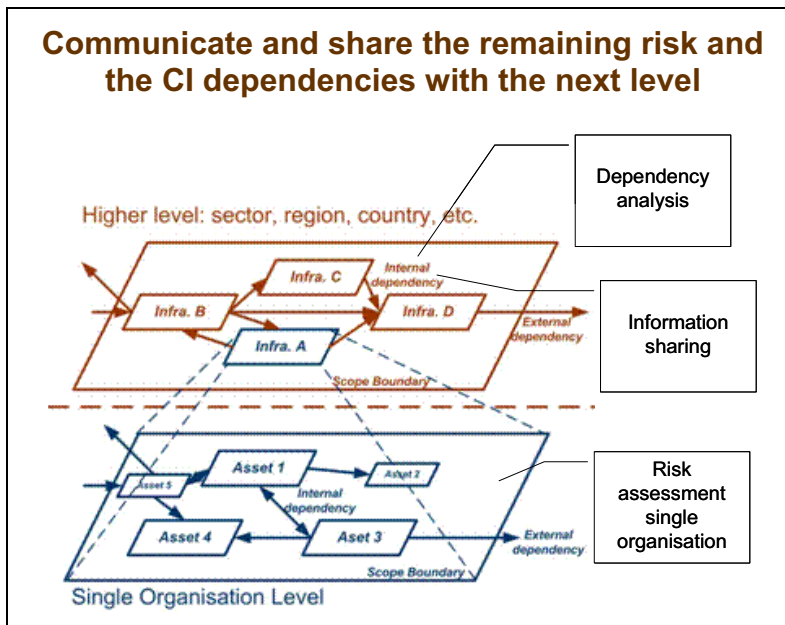 Communicate and share the remaining risk and
the CI dependencies with the next level
Dependency
analysis
Higher level: sector, region, country, etc.
Infra. C
Internal
dependency
Infra. B
Infra. D
Information
sharing
External
dependency
Infra. A
Scope Boundary
Asset 1
Asset 2
Asset 5
Internal
dependency
Risk
assessment
single
organisation
Asset 4
Aset 3
External
dependency
Scope Boundary
Single Organisation Level